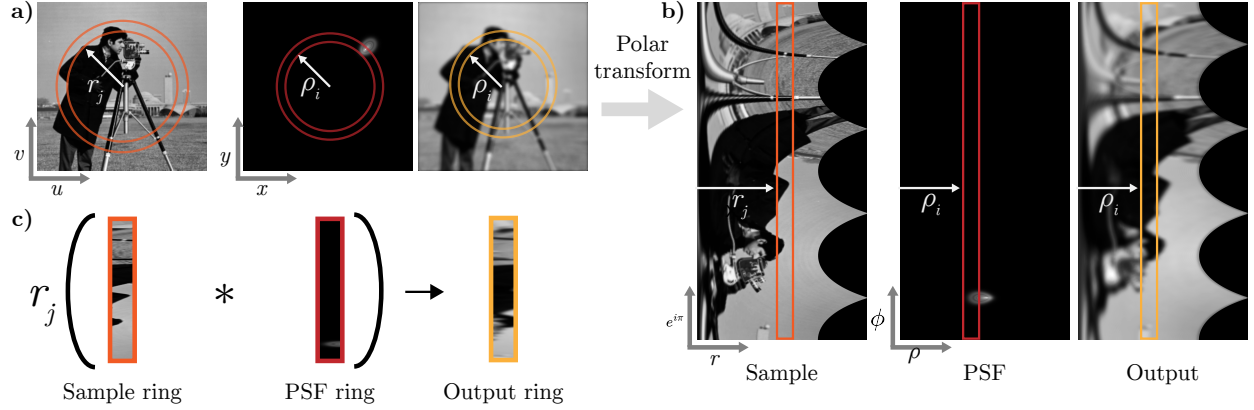 a)
r_j
v
u
ρ_i
y
x
ρ_i
Polar
transform
b)
r_j
e^{iπ}
r
Sample
ρ_i
ϕ
ρ
PSF
ρ_i
Output
c)
r_j ( * ) →
Sample ring
PSF ring
Output ring